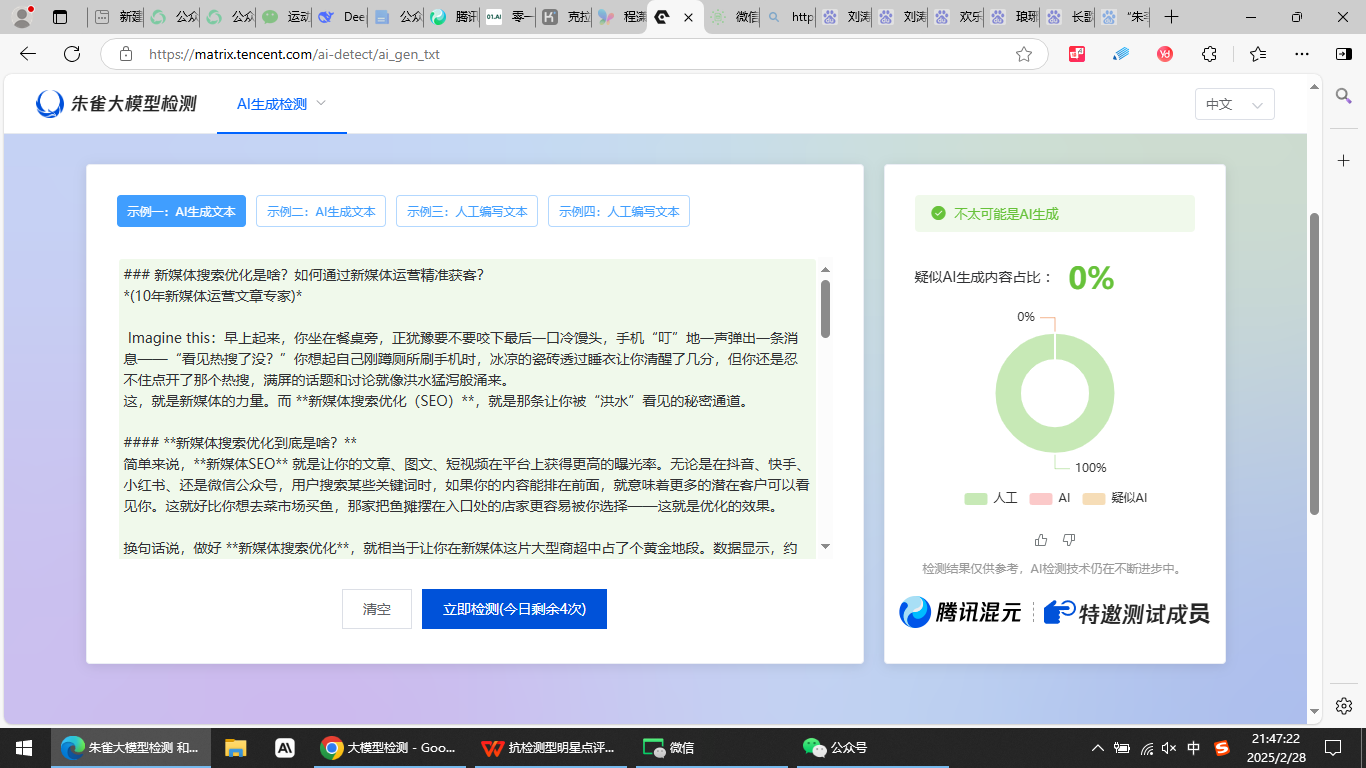 新建
公众
公众
运动
Dee
公众
腾讯
01.AI
零一
克拉
程潇
微信
http
刘涛
刘涛
欢乐
琅琊
长歌
"朱
https://matrix.tencent.com/ai-detect/ai_gen_txt
朱雀大模型检测
AI生成检测
中文
示例一：AI生成文本
示例二：AI生成文本
示例三：人工编写文本
示例四：人工编写文本
### 新媒体搜索优化是啥？如何通过新媒体运营精准获客？
*(10年新媒体运营文章专家)*
Imagine this：早上起来，你坐在餐桌旁，正犹豫要不要咬下最后一口冷馒头，手机“叮”地一声弹出一条消
息——“看见热搜了没？”你想起自己刚蹲厕所刷手机时，冰凉的瓷砖透过睡衣让你清醒了几分，但你还是忍
不住点开了那个热搜，满屏的话题和讨论就像洪水猛泻般涌来。
这，就是新媒体的力量。而 **新媒体搜索优化（SEO）**，就是那条让你被“洪水”看见的秘密通道。
#### **新媒体搜索优化到底是啥？**
简单来说，**新媒体SEO** 就是让你的文章、图文、短视频在平台上获得更高的曝光率。无论是在抖音、快手、
小红书、还是微信公众号，用户搜索某些关键词时，如果你的内容能排在前面，就意味着更多的潜在客户可以看
见你。这就好比你想去菜市场买鱼，那家把鱼摊摆在入口处的店家更容易被你选择——这就是优化的效果。
换句话说，做好 **新媒体搜索优化**，就相当于让你在新媒体这片大型商超中占了个黄金地段。数据显示，约
清空
立即检测(今日剩余4次)
不太可能是AI生成
疑似AI生成内容占比：
0%
0%
100%
人工
AI
疑似AI
检测结果仅供参考，AI检测技术仍在不断进步中。
腾讯混元
特邀测试成员
朱雀大模型检测 和...
大模型检测 - Goo...
抗检测型明星点评...
微信
公众号
中
21:47:22
2025/2/28